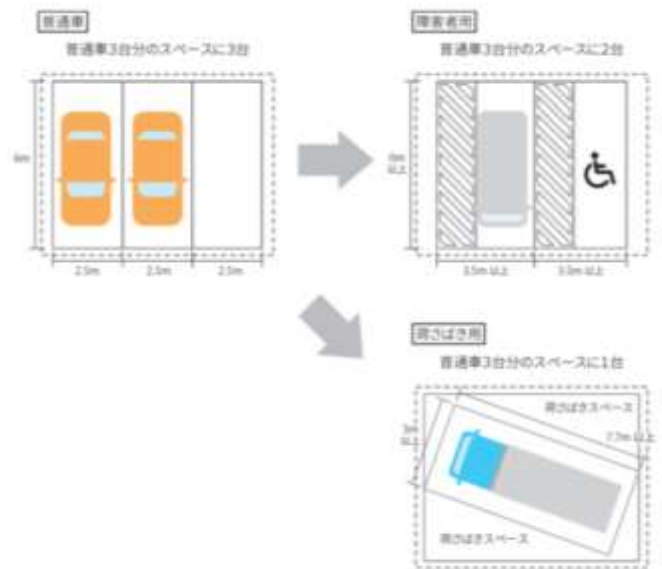 普通車
普通車3台分のスペースに3台
6m
2.5m
2.5m
2.5m
障害者用
普通車3台分のスペースに2台
6m
以上
3.5m 以上
3.5m 以上
荷さばき用
普通車3台分のスペースに1台
荷さばきスペース
3m
以上
7.7m 以上
荷さばきスペース